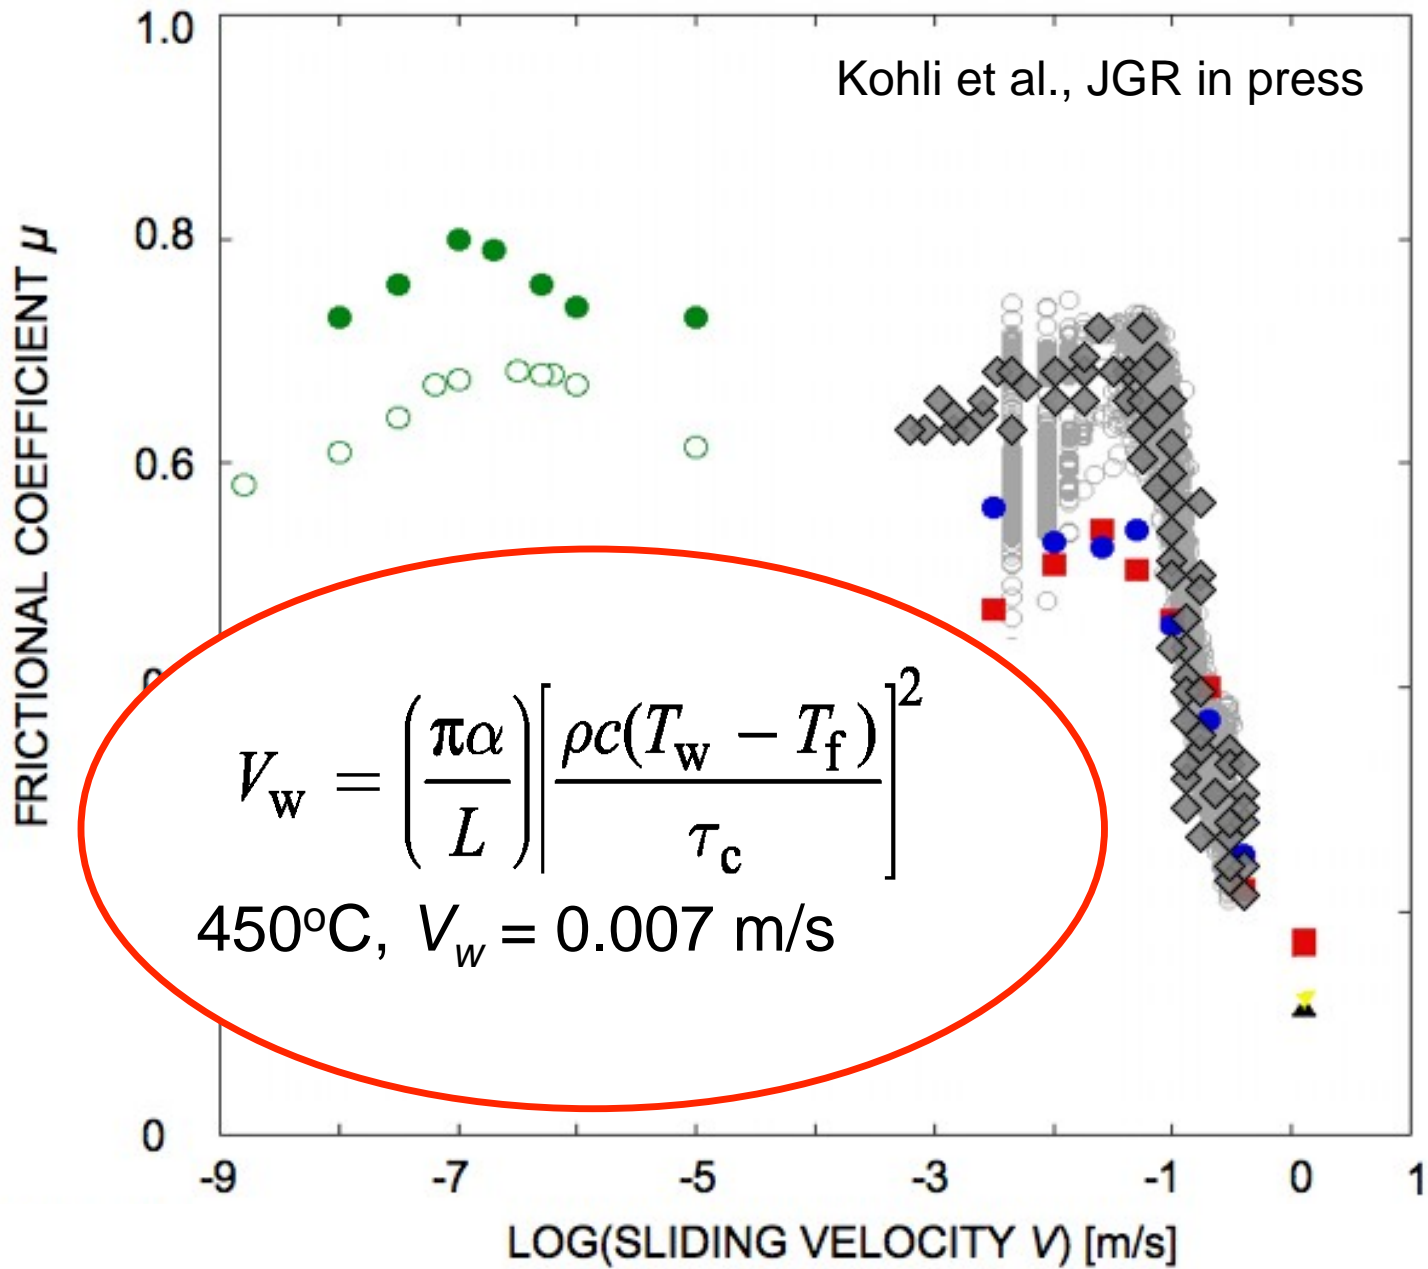 Kohli et al., JGR in press
1.0
0.8
0.6
0
FRICTIONAL COEFFICIENT μ
V_w = (πα / L) [ρc(T_w − T_f) / τ_c]^2
450°C, V_w = 0.007 m/s
-9 -7 -5 -3 -1 0 1
LOG(SLIDING VELOCITY V) [m/s]